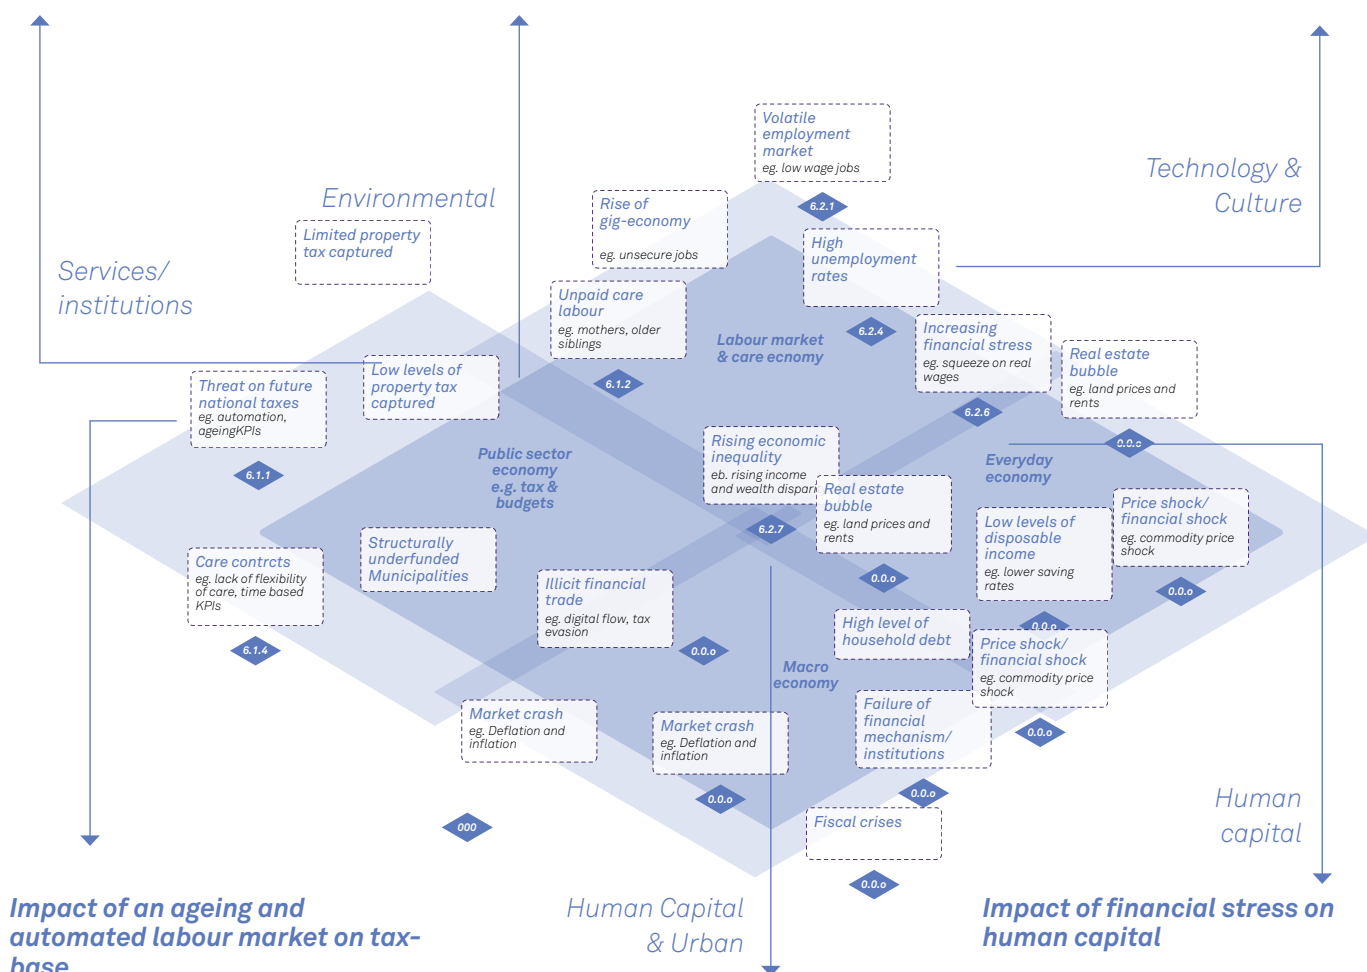 Volatile
employment
market
eg. low wage jobs
6.2.1
Technology &
Culture
Environmental
Rise of
gig-economy
eg. unsecure jobs
Limited property
tax captured
High
unemployment
rates
Services/
institutions
Unpaid care
labour
eg. mothers, older
siblings
6.1.2
Labour market
& care ecnomy
6.2.4
Increasing
financial stress
eg. squeeze on real
wages
6.2.6
Real estate
bubble
eg. land prices and
rents
0.0.o
Threat on future
national taxes
eg. automation,
ageingKPIs
6.1.1
Low levels of
property tax
captured
Public sector
economy
e.g. tax &
budgets
Rising economic
inequality
eb. rising income
and wealth dispari
6.2.7
Real estate
bubble
eg. land prices and
rents
0.0.o
Everyday
economy
Low levels of
disposable
income
eg. lower saving
rates
0.0.o
Price shock/
financial shock
eg. commodity price
shock
0.0.o
Care contrcts
eg. lack of flexibility
of care, time based
KPIs
6.1.4
Structurally
underfunded
Municipalities
Illicit financial
trade
eg. digital flow, tax
evasion
0.0.o
High level of
household debt
Price shock/
financial shock
eg. commodity price
shock
0.0.o
Macro
economy
Market crash
eg. Deflation and
inflation
000
Market crash
eg. Deflation and
inflation
0.0.o
Failure of
financial
mechanism/
institutions
0.0.o
Fiscal crises
0.0.o
Human
capital
Impact of an ageing and
automated labour market on tax-
base
Human Capital
& Urban
Impact of financial stress on
human capital